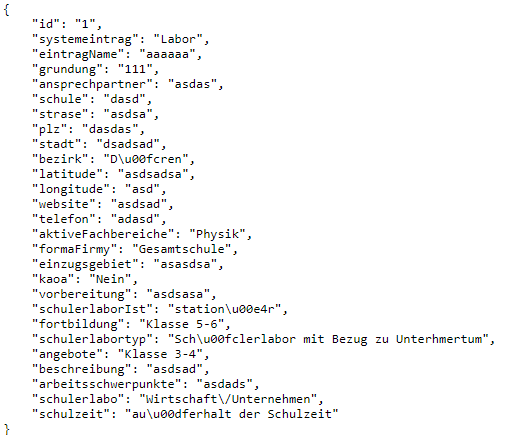 {
"id": "1",
"systemeintrag": "Labor",
"eintragName": "aaaaaa",
"grundung": "111",
"ansprechpartner": "asdas",
"schule": "dasd",
"strase": "asdsa",
"plz": "dasdas",
"stadt": "dsadsad",
"bezirk": "D\u00fcren",
"latitude": "asdsadsa",
"longitude": "asd",
"website": "asdsad",
"telefon": "adasd",
"aktiveFachbereiche": "Physik",
"formaFirmy": "Gesamtschule",
"einzugsgebiet": "asasdsa",
"kaoa": "Nein",
"vorbereitung": "asdsasa",
"schulerlaborIst": "station\u00e4r",
"fortbildung": "Klasse 5-6",
"schulerlabortyp": "Sch\u00fclerlabor mit Bezug zu Unterhmertum",
"angebote": "Klasse 3-4",
"beschreibung": "asdsad",
"arbeitsschwerpunkte": "asdads",
"schulerlabo": "Wirtschaft\/Unternehmen",
"schulzeit": "au\u00dferhalt der Schulzeit"
}